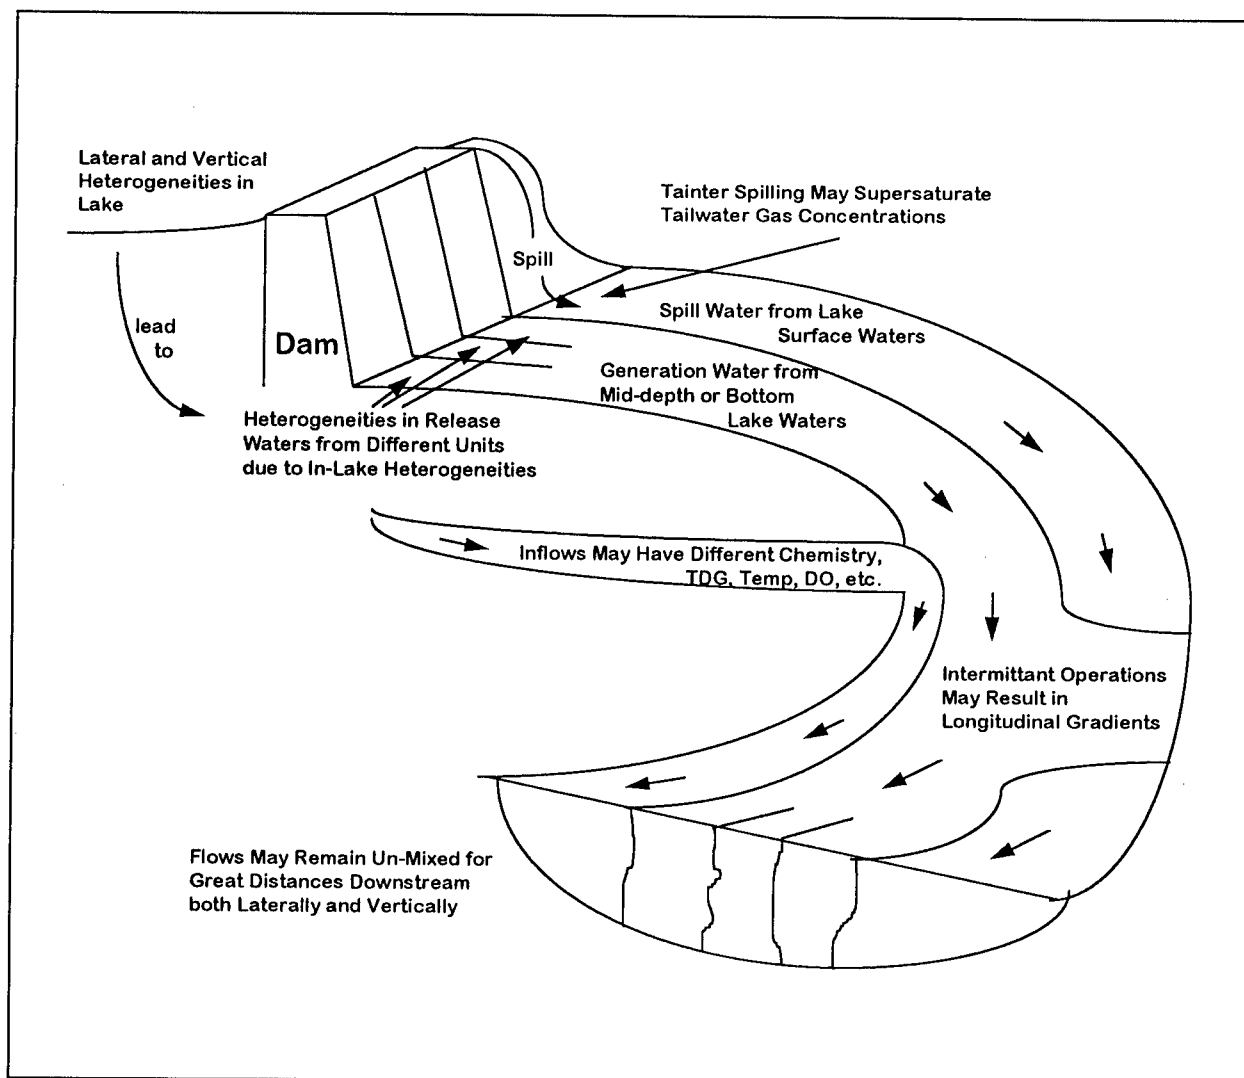 Lateral and Vertical
Heterogeneities in
Lake
Tainter Spilling May Supersaturate
Tailwater Gas Concentrations
Spill
lead
to
Dam
Spill Water from Lake
Surface Waters
Generation Water from
Mid-depth or Bottom
Lake Waters
Heterogeneities in Release
Waters from Different Units
due to In-Lake Heterogeneities
Inflows May Have Different Chemistry,
TDG, Temp, DO, etc.
Intermittant Operations
May Result in
Longitudinal Gradients
Flows May Remain Un-Mixed for
Great Distances Downstream
both Laterally and Vertically